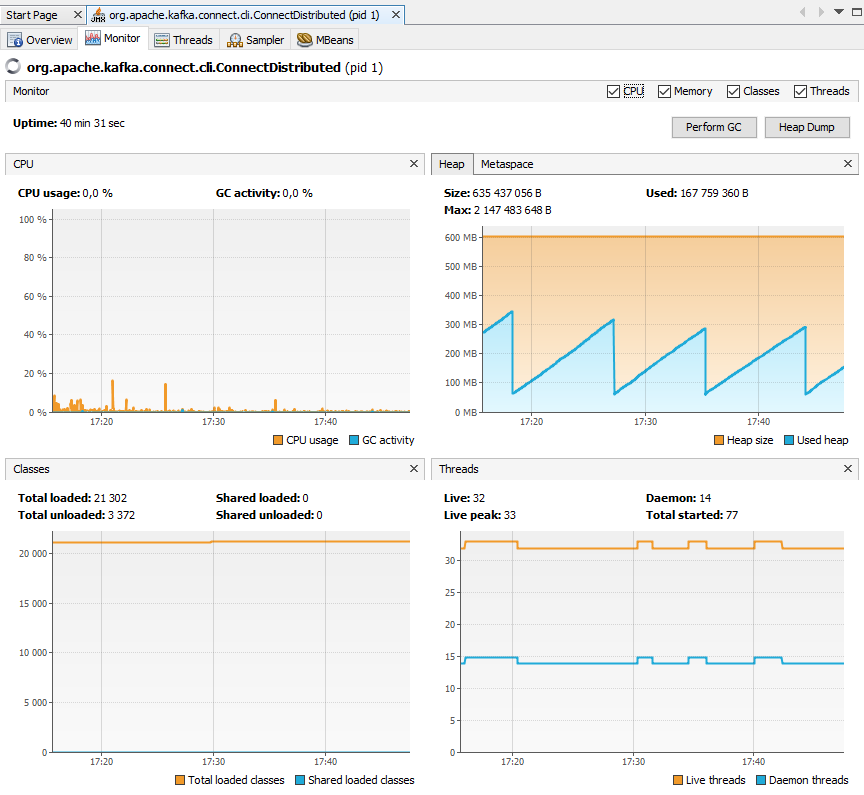 Start Page
org.apache.kafka.connect.cli.ConnectDistributed (pid 1)
Overview Monitor Threads Sampler MBeans
org.apache.kafka.connect.cli.ConnectDistributed (pid 1)
Monitor CPU Memory Classes Threads
Uptime: 40 min 31 sec
Perform GC Heap Dump
CPU
CPU usage: 0,0 % GC activity: 0,0 %
100 %
80 %
60 %
40 %
20 %
0 %
17:20 17:30 17:40
CPU usage GC activity
Heap Metaspace
Size: 635 437 056 B Used: 167 759 360 B
Max: 2 147 483 648 B
600 MB
500 MB
400 MB
300 MB
200 MB
100 MB
0 MB
17:20 17:30 17:40
Heap size Used heap
Classes
Total loaded: 21 302 Shared loaded: 0
Total unloaded: 3 372 Shared unloaded: 0
20 000
15 000
10 000
5 000
0
17:20 17:30 17:40
Total loaded classes Shared loaded classes
Threads
Live: 32 Daemon: 14
Live peak: 33 Total started: 77
30
25
20
15
10
5
0
17:20 17:30 17:40
Live threads Daemon threads